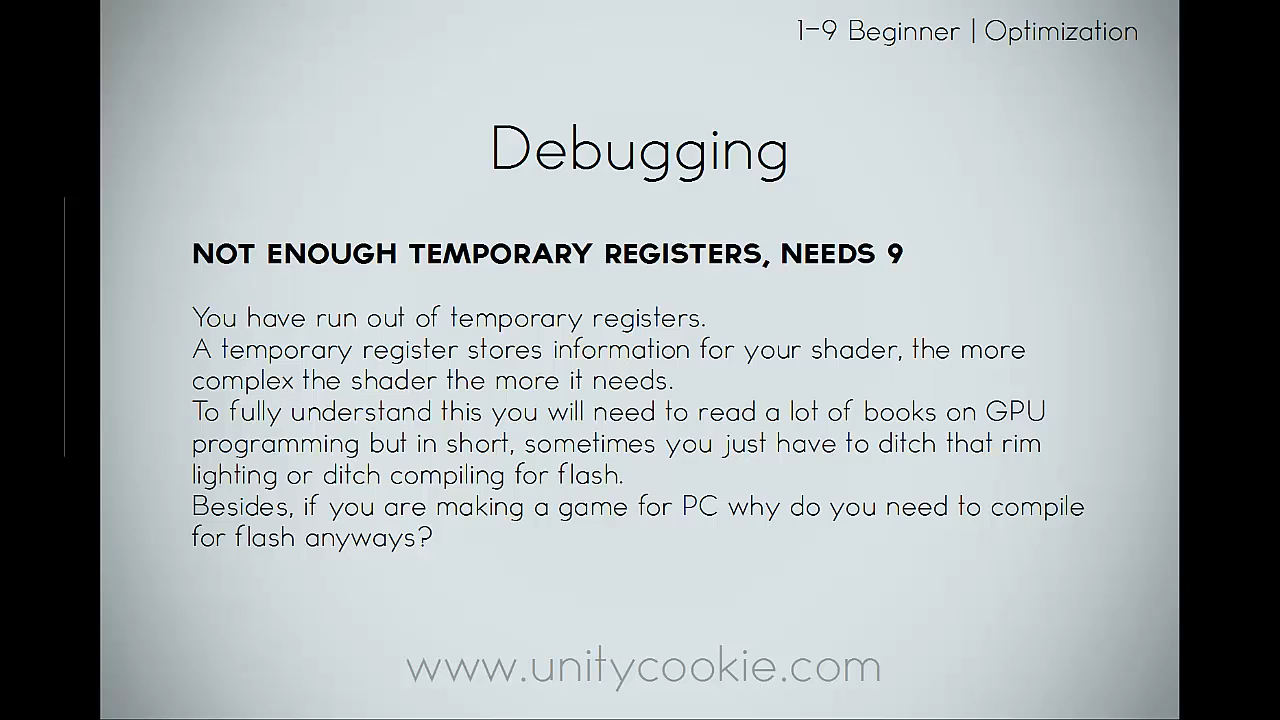 1-9 Beginner | Optimization
Debugging
NOT ENOUGH TEMPORARY REGISTERS, NEEDS 9
You have run out of temporary registers.
A temporary register stores information for your shader, the more
complex the shader the more it needs.
To fully understand this you will need to read a lot of books on GPU
programming but in short, sometimes you just have to ditch that rim
lighting or ditch compiling for flash.
Besides, if you are making a game for PC why do you need to compile
for flash anyways?
www.unitycookie.com